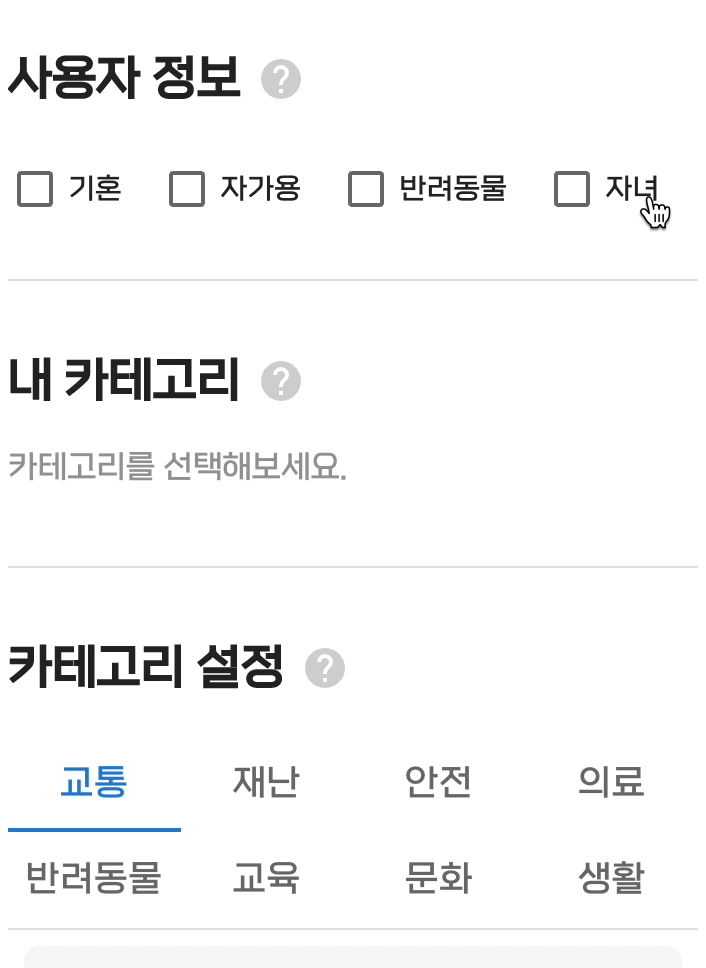 사용자 정보 ?
기혼 자가용 반려동물 자녀
내 카테고리 ?
카테고리를 선택해보세요.
카테고리 설정 ?
교통 재난 안전 의료
반려동물 교육 문화 생활